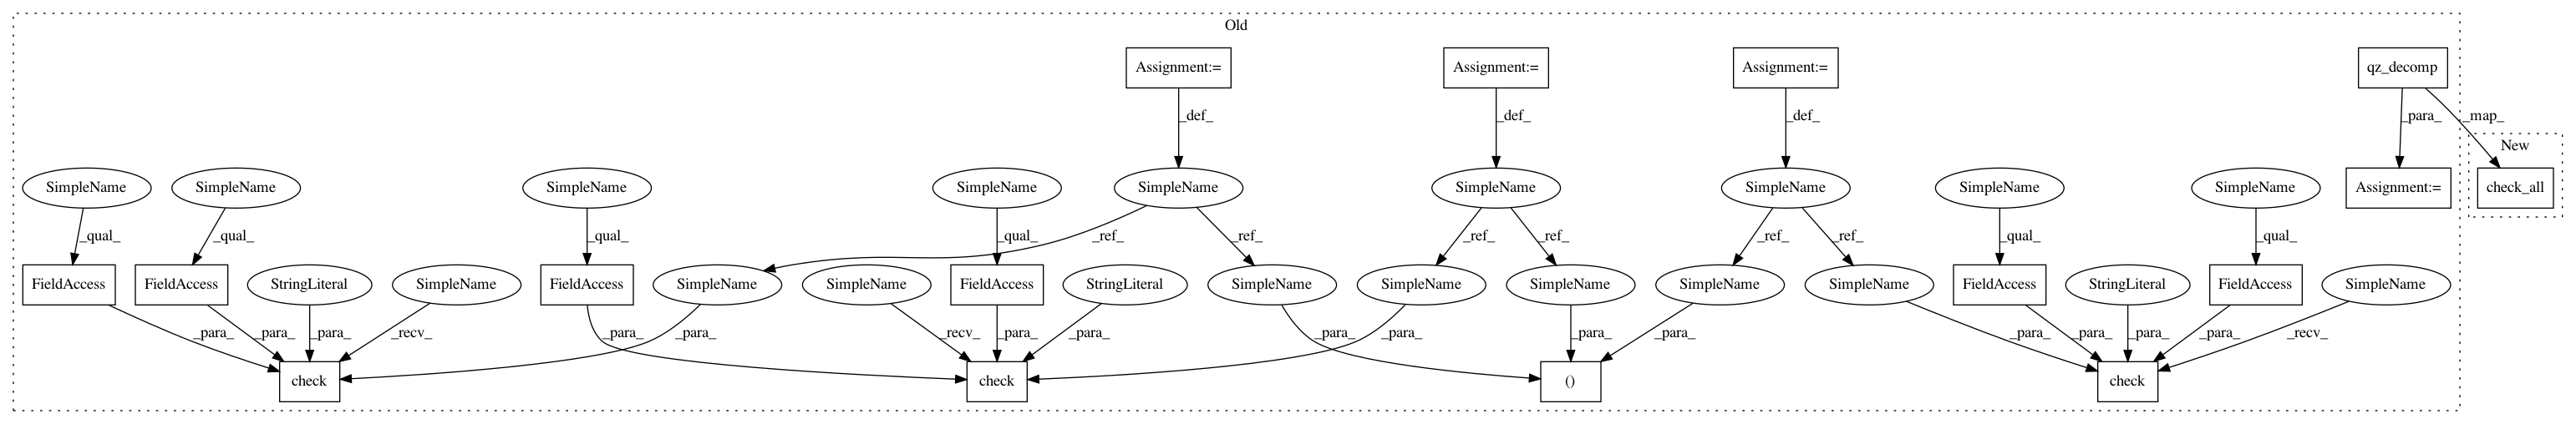 Old
Assignment:=
Assignment:=
Assignment:=
qz_decomp
_def_
_def_
_def_
_para_
_map_
New
SimpleName
SimpleName
SimpleName
SimpleName
SimpleName
SimpleName
SimpleName
SimpleName
SimpleName
Assignment:=
check_all
_qual_
_qual_
_qual_
_qual_
_ref_
_ref_
_ref_
_ref_
_ref_
_ref_
_qual_
_qual_
FieldAccess
FieldAccess
StringLiteral
SimpleName
FieldAccess
SimpleName
SimpleName
FieldAccess
StringLiteral
SimpleName
SimpleName
SimpleName
SimpleName
SimpleName
FieldAccess
StringLiteral
FieldAccess
SimpleName
_para_
_para_
_para_
_recv_
_para_
_para_
_recv_
_para_
_para_
_para_
_para_
_para_
_para_
_para_
_para_
_para_
_para_
_recv_
check
check
()
check